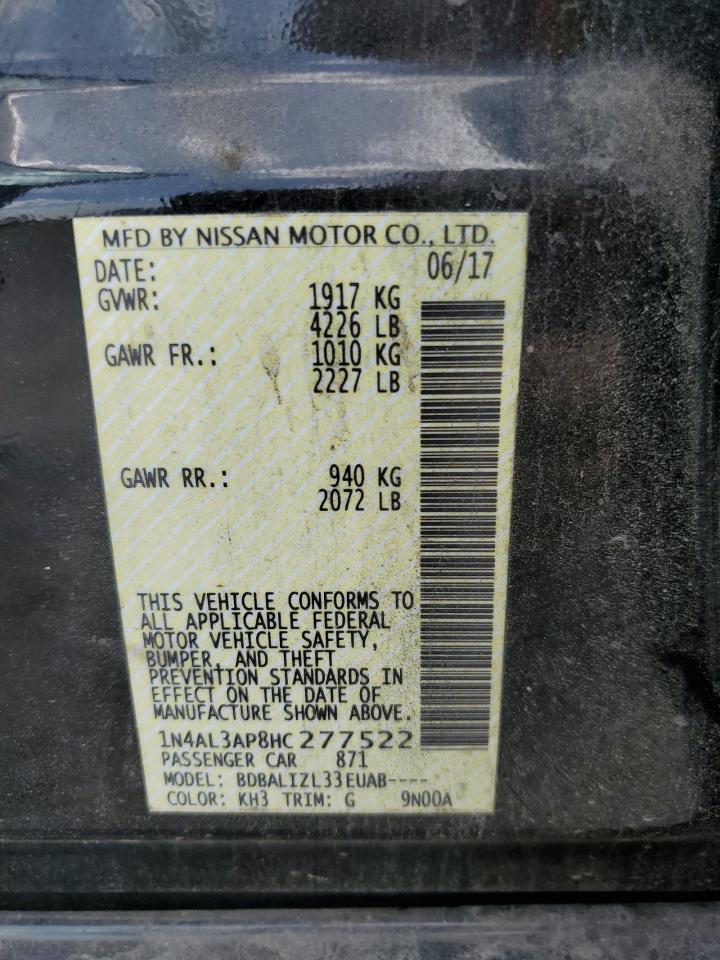 MFD BY NISSAN MOTOR CO., LTD.
DATE: 06/17
GVWR: 1917 KG
4226 LB
GAWR FR.: 1010 KG
2227 LB
GAWR RR.: 940 KG
2072 LB
THIS VEHICLE CONFORMS TO
ALL APPLICABLE FEDERAL
MOTOR VEHICLE SAFETY,
BUMPER, AND THEFT
PREVENTION STANDARDS IN
EFFECT ON THE DATE OF
MANUFACTURE SHOWN ABOVE.
1N4AL3AP8HC277522
PASSENGER CAR 871
MODEL: BDBALIZL33EUAB----
COLOR: KH3 TRIM: G 9N00A